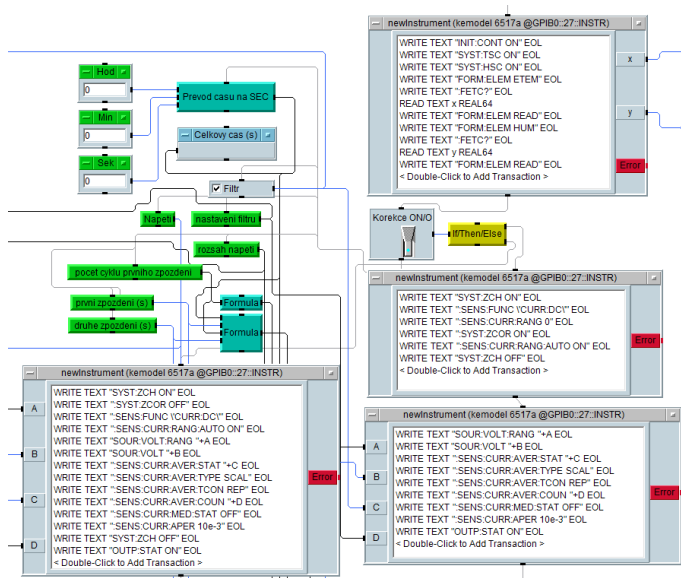 newInstrument (kemodel 6517a @GPIB0::27::INSTR)
WRITE TEXT "INIT:CONT ON" EOL
WRITE TEXT "SYST:TSC ON" EOL
WRITE TEXT "SYST:HSC ON" EOL
WRITE TEXT "FORM:ELEM ETEM" EOL
WRITE TEXT ":FETC?" EOL
READ TEXT x REAL64
WRITE TEXT "FORM:ELEM READ" EOL
WRITE TEXT "FORM:ELEM HUM" EOL
WRITE TEXT ":FETC?" EOL
READ TEXT y REAL64
WRITE TEXT "FORM:ELEM READ" EOL
< Double-Click to Add Transaction >
x
y
Error
Hod
0
Min
0
Sek
0
Prevod casu na SEC
Celkovy cas (s)
Filtr
Napeti
nastaveni filtru
rozsah napeti
pocet cyklu prvniho zpozdeni
prvni zpozdeni (s)
druhe zpozdeni (s)
Formula
Formula
Korekce ON/O
If/Then/Else
newInstrument (kemodel 6517a @GPIB0::27::INSTR)
WRITE TEXT "SYST:ZCH ON" EOL
WRITE TEXT ":SENS:FUNC \'CURR:DC\'" EOL
WRITE TEXT ":SENS:CURR:RANG 0" EOL
WRITE TEXT ":SYST:ZCOR ON" EOL
WRITE TEXT ":SENS:CURR:RANG:AUTO ON" EOL
WRITE TEXT "SYST:ZCH OFF" EOL
< Double-Click to Add Transaction >
Error
newInstrument (kemodel 6517a @GPIB0::27::INSTR)
A
B
C
D
WRITE TEXT "SYST:ZCH ON" EOL
WRITE TEXT ":SYST:ZCOR OFF" EOL
WRITE TEXT ":SENS:FUNC \'CURR:DC\'" EOL
WRITE TEXT ":SENS:CURR:RANG:AUTO ON" EOL
WRITE TEXT "SOUR:VOLT:RANG "+A EOL
WRITE TEXT "SOUR:VOLT "+B EOL
WRITE TEXT ":SENS:CURR:AVER:STAT "+C EOL
WRITE TEXT ":SENS:CURR:AVER:TYPE SCAL" EOL
WRITE TEXT ":SENS:CURR:AVER:TCON REP" EOL
WRITE TEXT ":SENS:CURR:AVER:COUN "+D EOL
WRITE TEXT ":SENS:CURR:MED:STAT OFF" EOL
WRITE TEXT ":SENS:CURR:APER 10e-3" EOL
WRITE TEXT "SYST:ZCH OFF" EOL
WRITE TEXT "OUTP:STAT ON" EOL
< Double-Click to Add Transaction >
Error
newInstrument (kemodel 6517a @GPIB0::27::INSTR)
A
B
C
D
WRITE TEXT "SOUR:VOLT:RANG "+A EOL
WRITE TEXT "SOUR:VOLT "+B EOL
WRITE TEXT ":SENS:CURR:AVER:STAT "+C EOL
WRITE TEXT ":SENS:CURR:AVER:TYPE SCAL" EOL
WRITE TEXT ":SENS:CURR:AVER:TCON REP" EOL
WRITE TEXT ":SENS:CURR:AVER:COUN "+D EOL
WRITE TEXT ":SENS:CURR:MED:STAT OFF" EOL
WRITE TEXT ":SENS:CURR:APER 10e-3" EOL
WRITE TEXT "OUTP:STAT ON" EOL
< Double-Click to Add Transaction >
Error